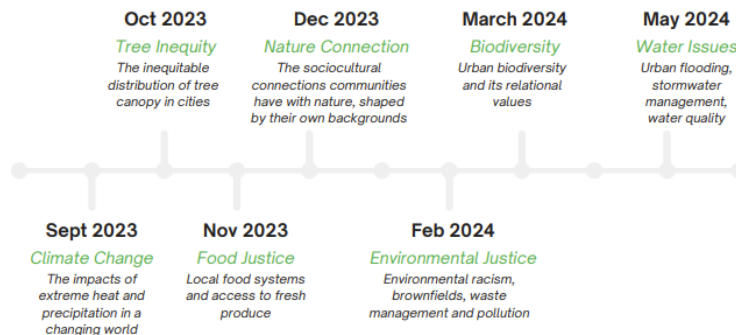 Oct 2023
Tree Inequity
The inequitable
distribution of tree
canopy in cities
Dec 2023
Nature Connection
The sociocultural
connections communities
have with nature, shaped
by their own backgrounds
March 2024
Biodiversity
Urban biodiversity
and its relational
values
May 2024
Water Issues
Urban flooding,
stormwater
management,
water quality
Sept 2023
Climate Change
The impacts of
extreme heat and
precipitation in a
changing world
Nov 2023
Food Justice
Local food systems
and access to fresh
produce
Feb 2024
Environmental Justice
Environmental racism,
brownfields, waste
management and pollution